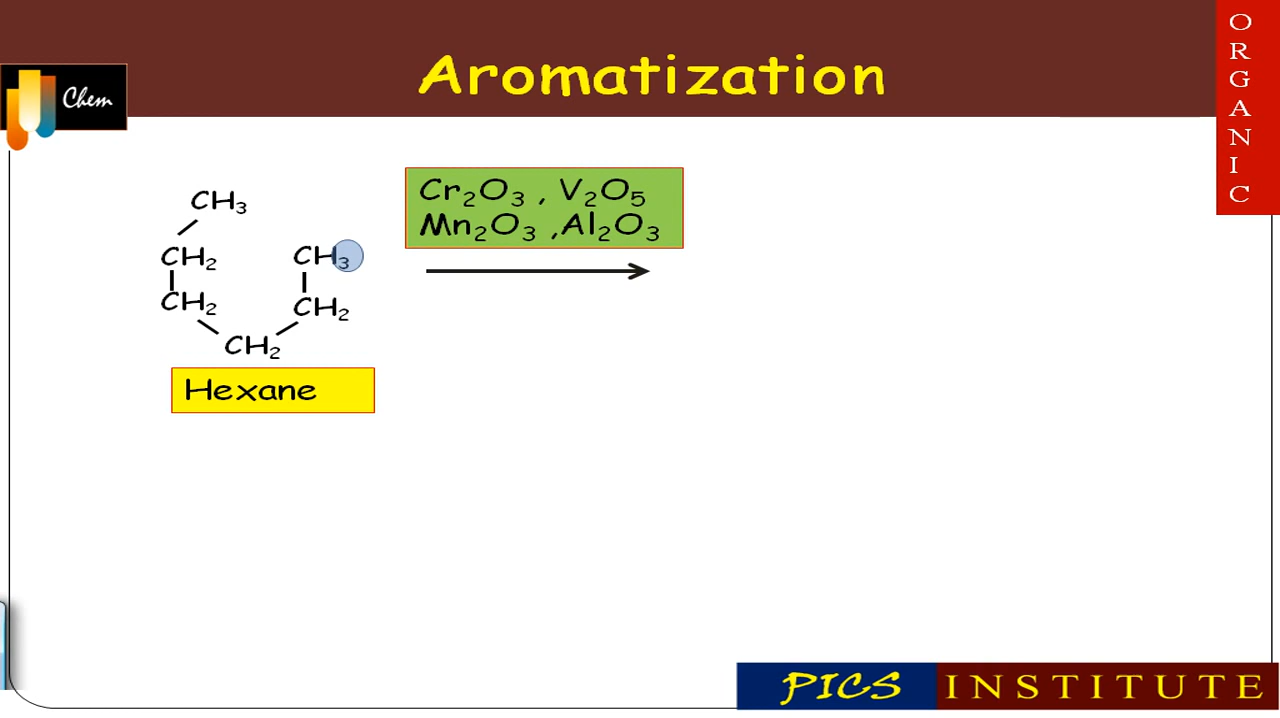 Aromatization
ORGANIC
Chem
CH₃
CH₂
CH₃
CH₂
CH₂
CH₂
Hexane
Cr₂O₃ , V₂O₅
Mn₂O₃ ,Al₂O₃
PICS INSTITUTE